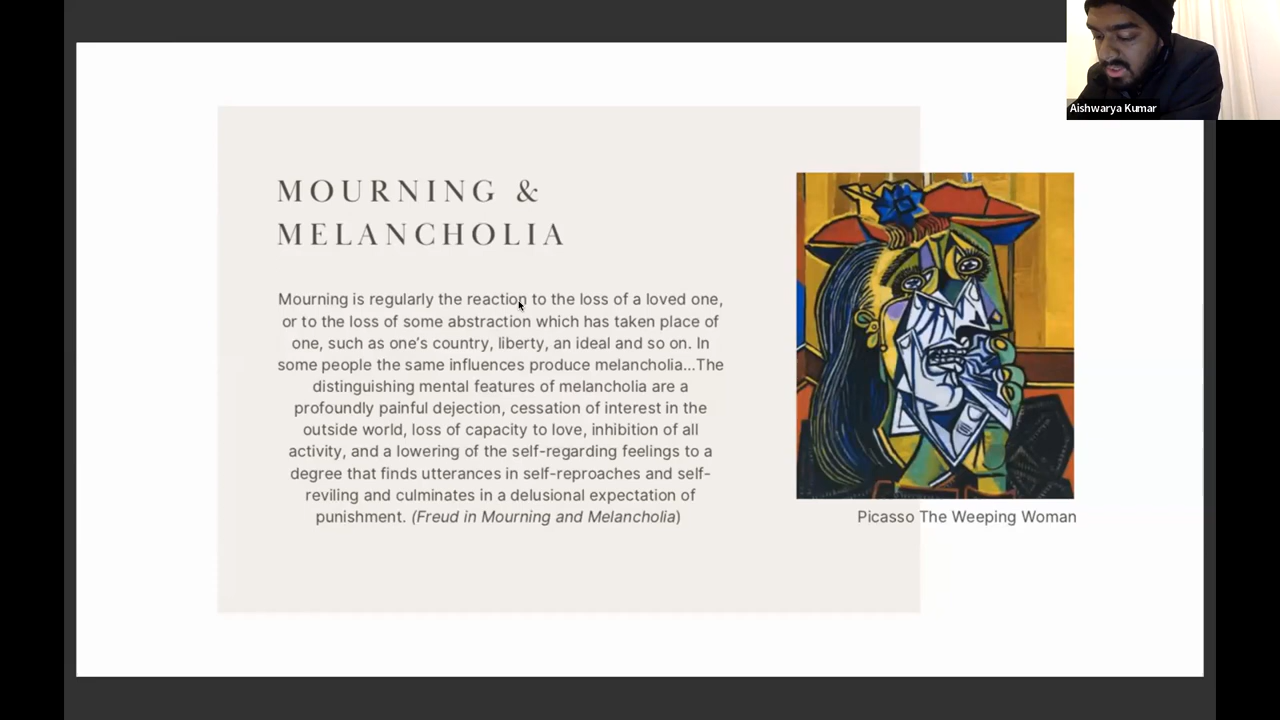 Aishwarya Kumar
MOURNING &
MELANCHOLIA
Mourning is regularly the reaction to the loss of a loved one,
or to the loss of some abstraction which has taken place of
one, such as one’s country, liberty, an ideal and so on. In
some people the same influences produce melancholia...The
distinguishing mental features of melancholia are a
profoundly painful dejection, cessation of interest in the
outside world, loss of capacity to love, inhibition of all
activity, and a lowering of the self-regarding feelings to a
degree that finds utterances in self-reproaches and self-
reviling and culminates in a delusional expectation of
punishment. (Freud in Mourning and Melancholia)
Picasso The Weeping Woman